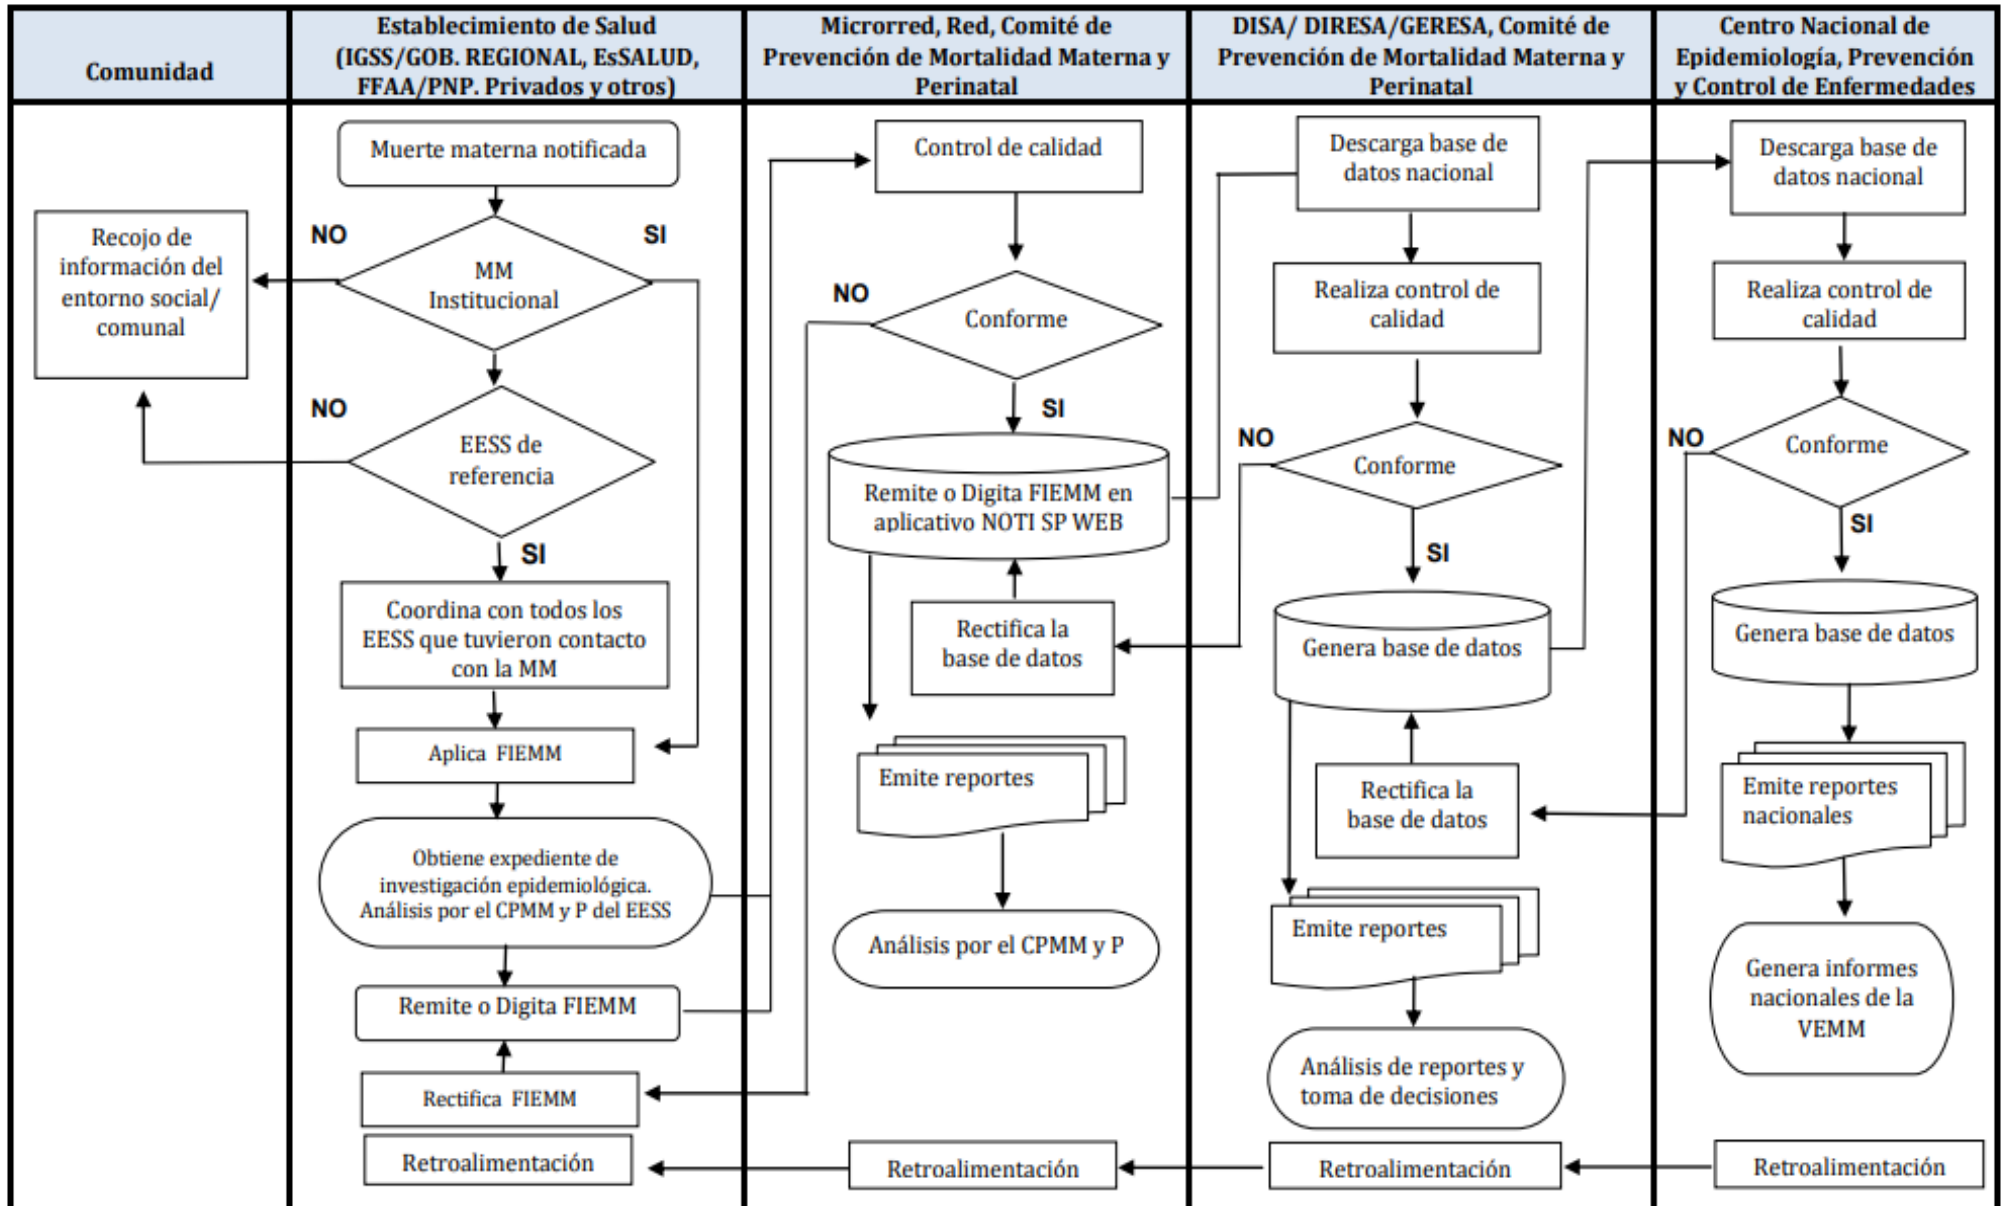 Comunidad
Establecimiento de Salud
(IGSS/GOB. REGIONAL, EsSALUD,
FFAA/PNP. Privados y otros)
Microrred, Red, Comité de
Prevención de Mortalidad Materna y
Perinatal
DISA/ DIRESA/GERESA, Comité de
Prevención de Mortalidad Materna y
Perinatal
Centro Nacional de
Epidemiología, Prevención
y Control de Enfermedades
Recojo de
información del
entorno social/
comunal
Muerte materna notificada
NO
SI
MM
Institucional
NO
EESS de
referencia
SI
Coordina con todos los
EESS que tuvieron contacto
con la MM
Aplica FIEMM
Obtiene expediente de
investigación epidemiológica.
Análisis por el CPMM y P del EESS
Remite o Digita FIEMM
Rectifica FIEMM
Retroalimentación
Control de calidad
NO
Conforme
SI
Remite o Digita FIEMM en
aplicativo NOTI SP WEB
Rectifica la
base de datos
Emite reportes
Análisis por el CPMM y P
Retroalimentación
Descarga base de
datos nacional
Realiza control de
calidad
NO
Conforme
SI
Genera base de datos
Rectifica la
base de datos
Emite reportes
Análisis de reportes y
toma de decisiones
Retroalimentación
Descarga base de
datos nacional
Realiza control de
calidad
NO
Conforme
SI
Genera base de datos
Emite reportes
nacionales
Genera informes
nacionales de la
VEMM
Retroalimentación